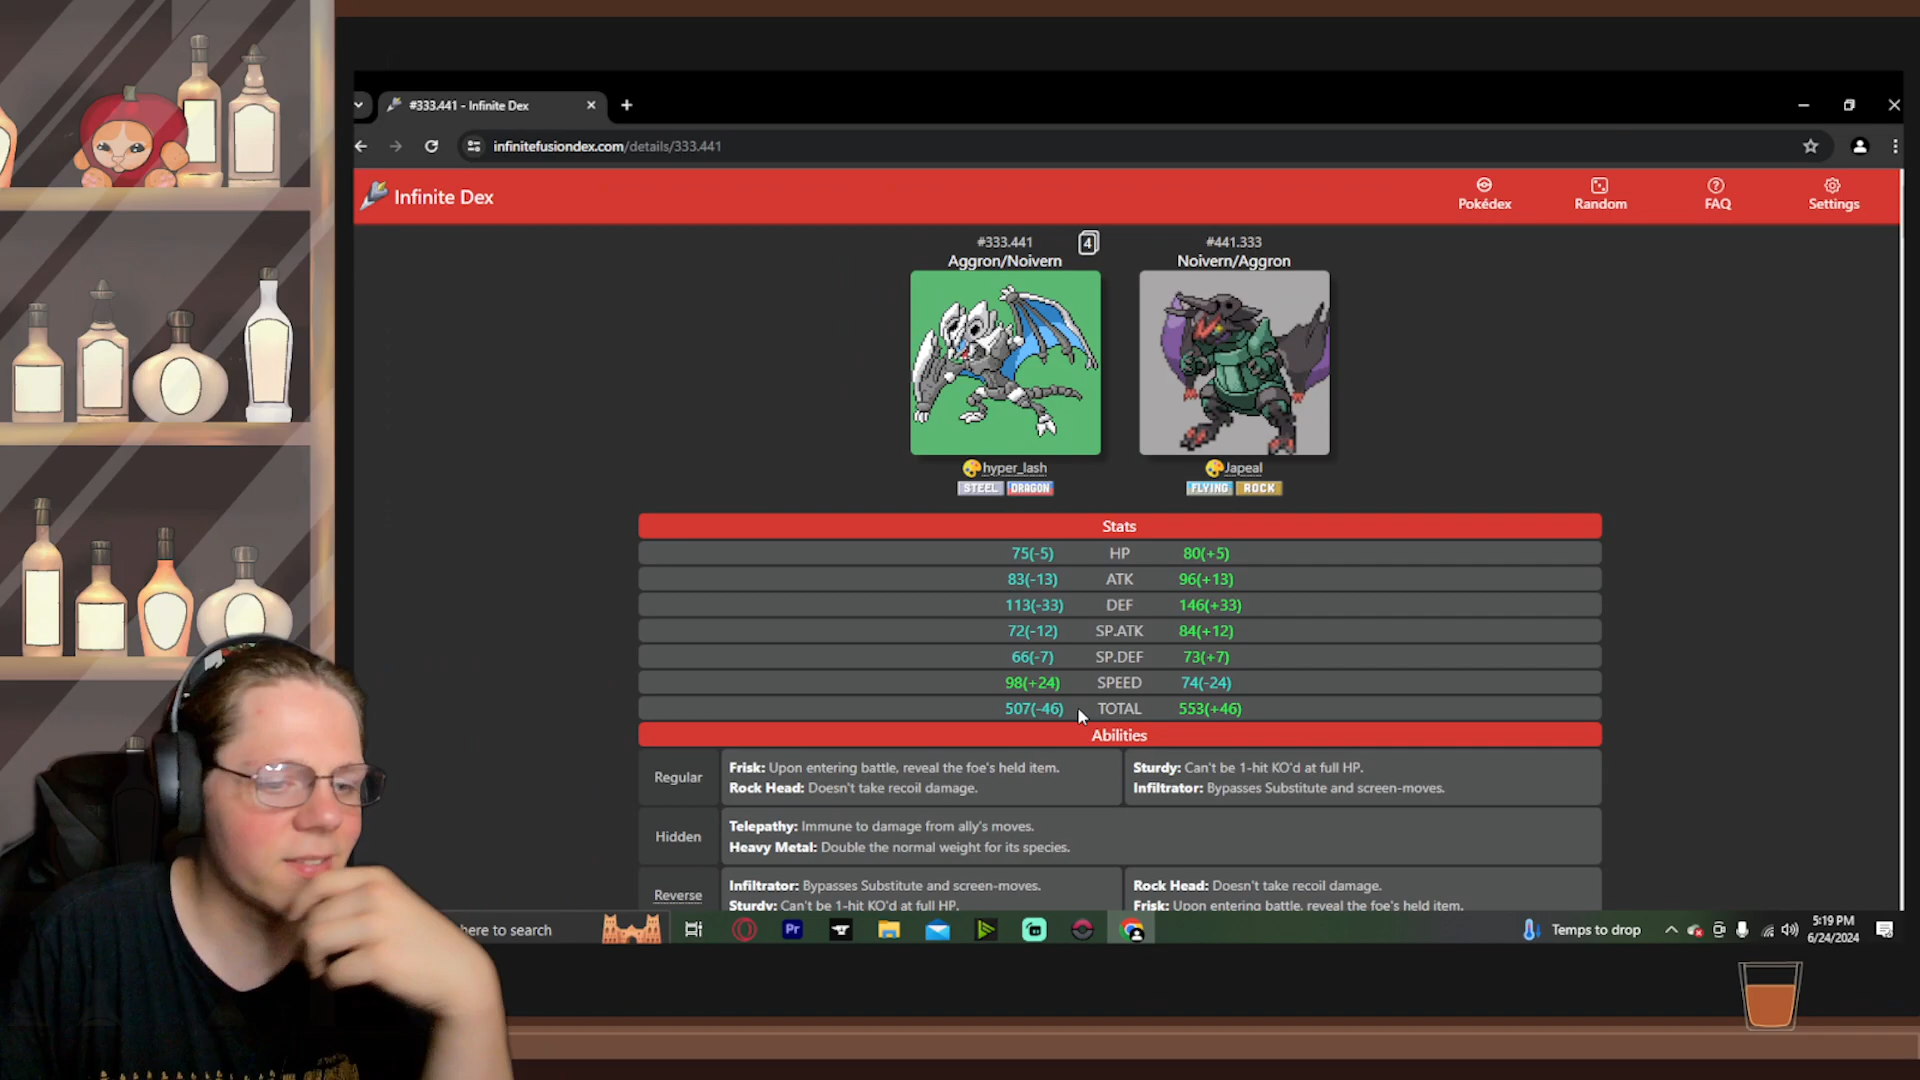 #333.441 - Infinite Dex
infinitefusiondex.com/details/333.441
Infinite Dex
Pokédex
Random
FAQ
Settings
#333.441
4
#441.333
Aggron/Noivern
Noivern/Aggron
hyper_lash
Japeal
STEEL DRAGON
FLYING ROCK
Stats
75(-5) HP 80(+5)
83(-13) ATK 96(+13)
113(-33) DEF 146(+33)
72(-12) SP.ATK 84(+12)
66(-7) SP.DEF 73(+7)
98(+24) SPEED 74(-24)
507(-46) TOTAL 553(+46)
Abilities
Regular
Frisk: Upon entering battle, reveal the foe's held item.
Rock Head: Doesn't take recoil damage.
Sturdy: Can't be 1-hit KO'd at full HP.
Infiltrator: Bypasses Substitute and screen-moves.
Hidden
Telepathy: Immune to damage from ally's moves.
Heavy Metal: Double the normal weight for its species.
Reverse
Infiltrator: Bypasses Substitute and screen-moves.
Sturdy: Can't be 1-hit KO'd at full HP.
Rock Head: Doesn't take recoil damage.
Frisk: Upon entering battle, reveal the foe's held item.
here to search
Pr
Temps to drop
5:19 PM
6/24/2024